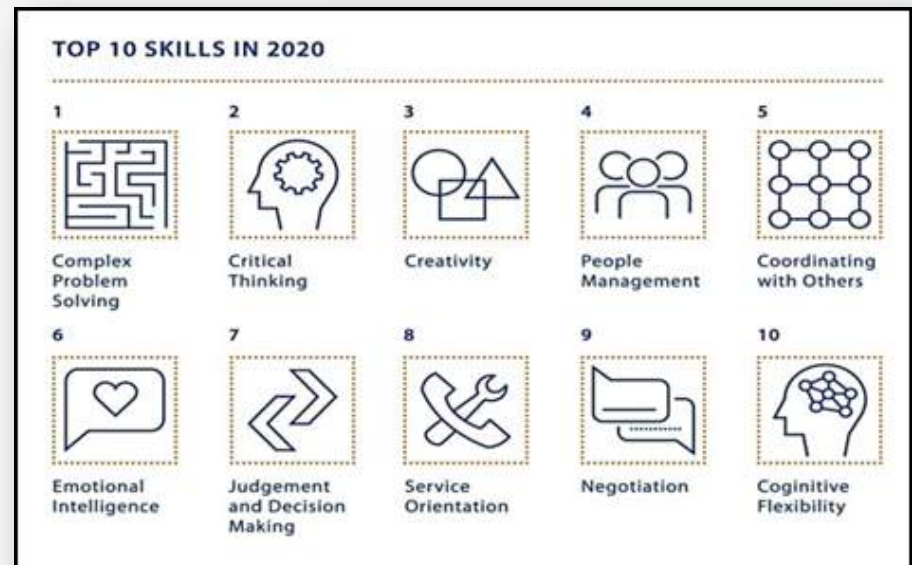 TOP 10 SKILLS IN 2020
1
Complex
Problem
Solving
2
Critical
Thinking
3
Creativity
4
People
Management
5
Coordinating
with Others
6
Emotional
Intelligence
7
Judgement
and Decision
Making
8
Service
Orientation
9
Negotiation
10
Coginitive
Flexibility